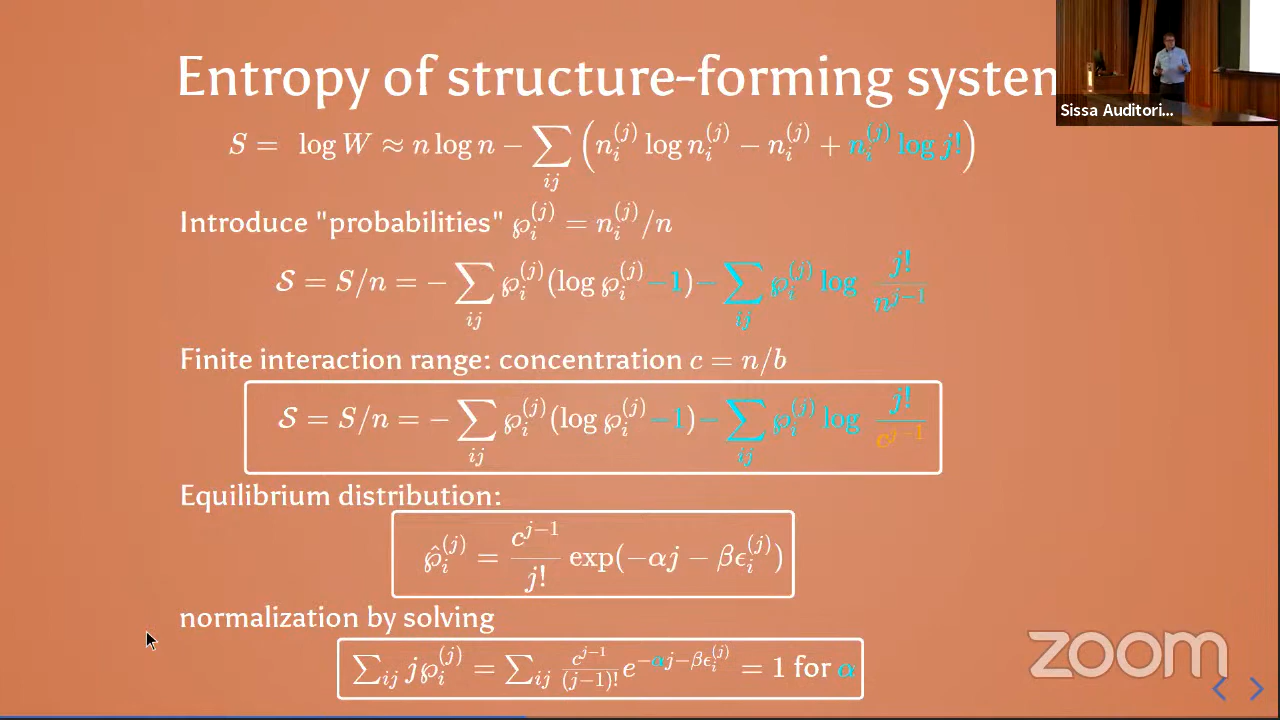 Entropy of structure-forming system
Sissa Auditori...
S = log W ≈ n log n − ∑_{ij} (n_i^{(j)} log n_i^{(j)} − n_i^{(j)} + n_i^{(j)} log j!)
Introduce "probabilities" ℘_i^{(j)} = n_i^{(j)}/n
𝒮 = S/n = − ∑_{ij} ℘_i^{(j)} (log ℘_i^{(j)} −1) − ∑_{ij} ℘_i^{(j)} log j!/n^{j−1}
Finite interaction range: concentration c = n/b
𝒮 = S/n = − ∑_{ij} ℘_i^{(j)} (log ℘_i^{(j)} −1) − ∑_{ij} ℘_i^{(j)} log j!/c^{j−1}
Equilibrium distribution:
℘̂_i^{(j)} = c^{j−1}/j! exp(−αj − βϵ_i^{(j)})
normalization by solving
∑_{ij} j℘_i^{(j)} = ∑_{ij} c^{j−1}/(j−1)! e^{−αj−βϵ_i^{(j)}} = 1 for α
zoom